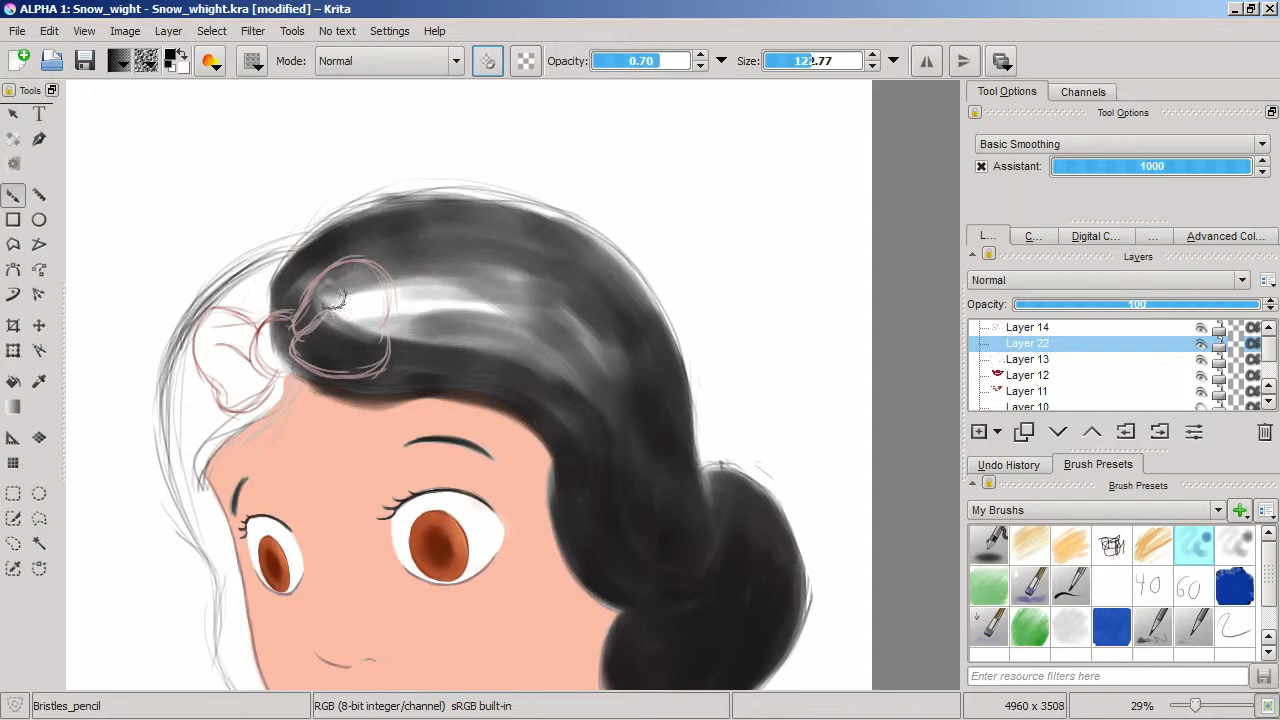 ALPHA 1: Snow_wight - Snow_whight.kra [modified] – Krita
File Edit View Image Layer Select Filter Tools No text Settings Help
Mode: Normal Opacity: 0.70 Size: 122.77
Tools
Tool Options Channels
Tool Options
Basic Smoothing
Assistant: 1000
L... C... Digital C... ... Advanced Col...
Layers
Normal
Opacity: 100
Layer 14
Layer 22
Layer 13
Layer 12
Layer 11
Layer 10
Undo History Brush Presets
Brush Presets
My Brushes
40 60
Enter resource filters here
Bristles_pencil RGB (8-bit integer/channel) sRGB built-in 4960 x 3508 29%